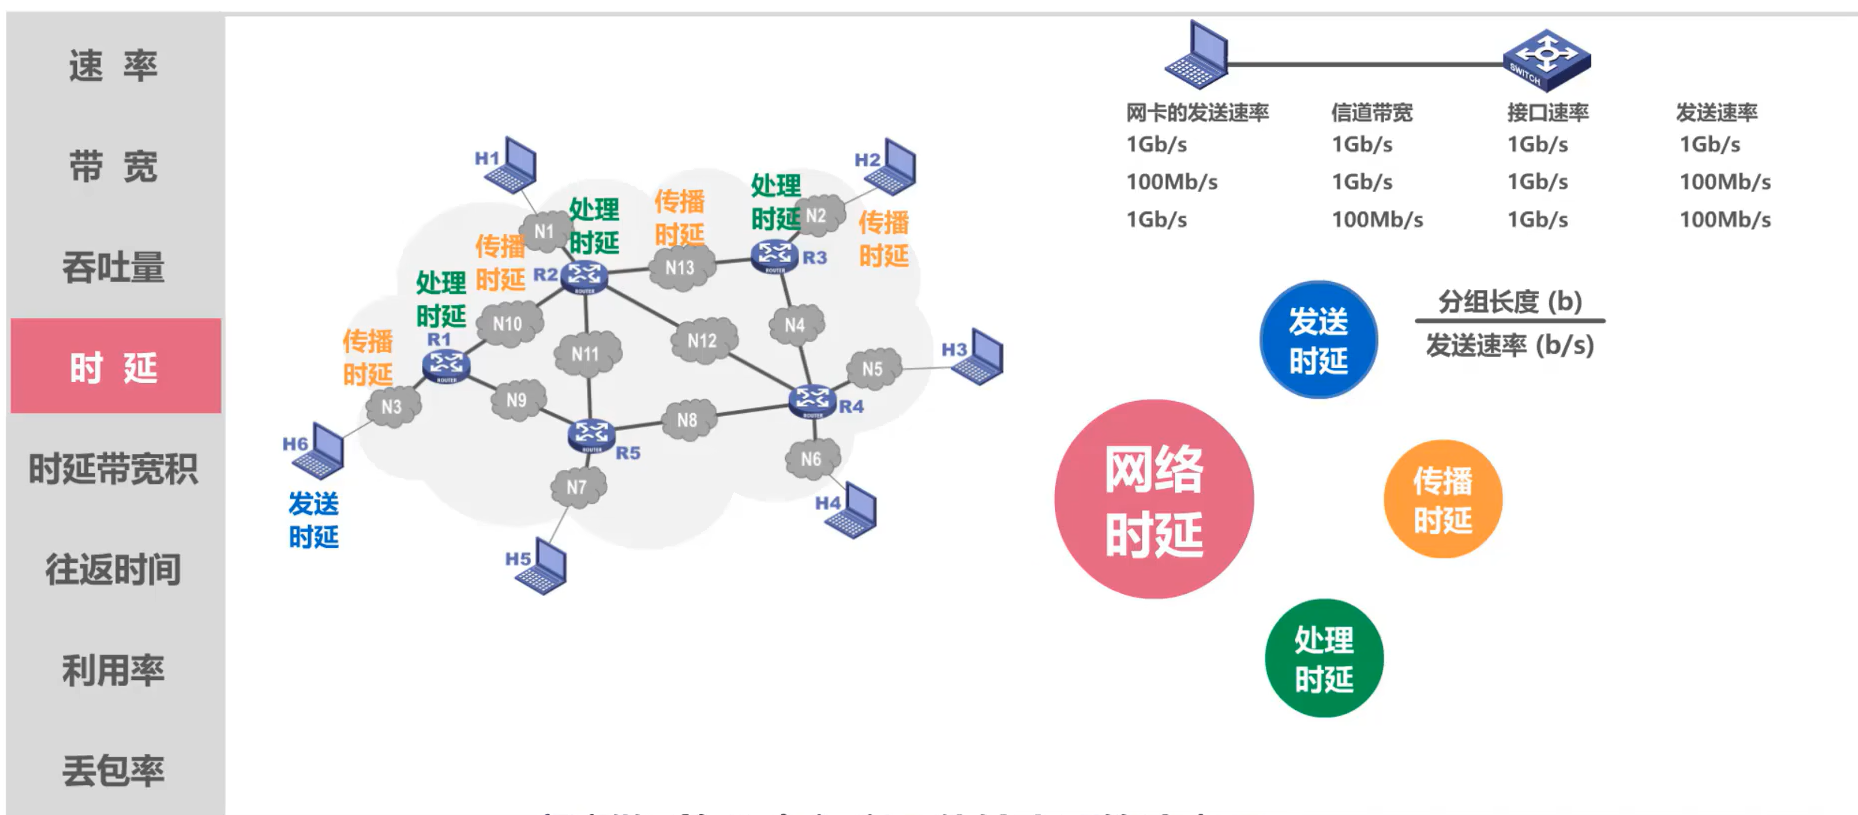 速 率
带 宽
吞吐量
时 延
时延带宽积
往返时间
利用率
丢包率
H1
H2
H3
H4
H5
H6
N1
N2
N3
N4
N5
N6
N7
N8
N9
N10
N11
N12
N13
R1
R2
R3
R4
R5
ROUTER
ROUTER
ROUTER
ROUTER
ROUTER
发送
时延
传播
时延
处理
时延
传播
时延
处理
时延
传播
时延
处理
时延
传播
时延
SWITCH
网卡的发送速率 信道带宽 接口速率 发送速率
1Gb/s 1Gb/s 1Gb/s 1Gb/s
100Mb/s 1Gb/s 1Gb/s 100Mb/s
1Gb/s 100Mb/s 1Gb/s 100Mb/s
发送
时延
分组长度 (b)
发送速率 (b/s)
网络
时延
传播
时延
处理
时延